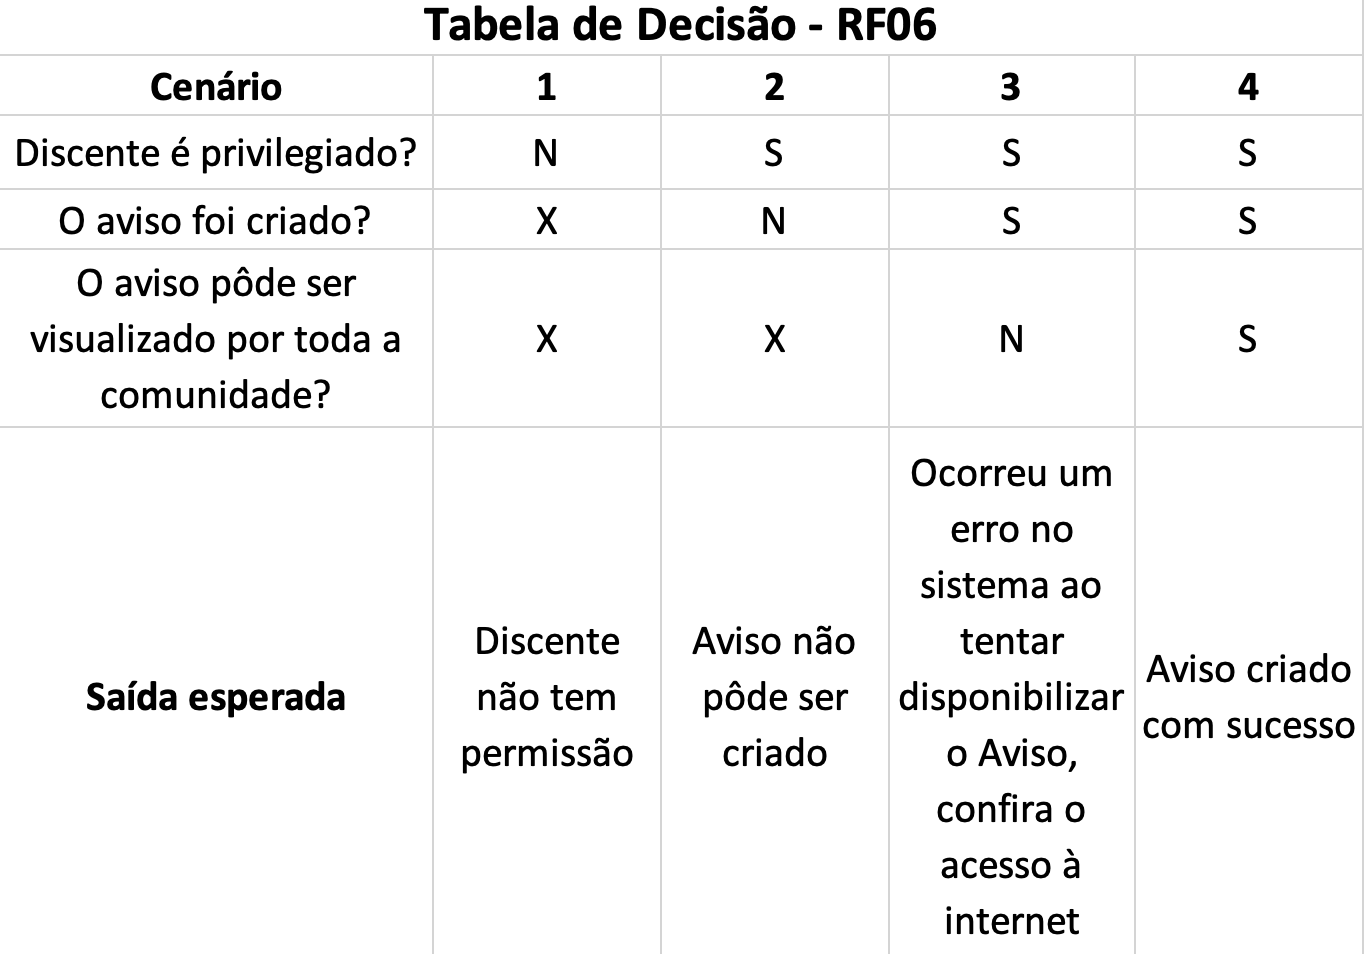 Tabela de Decisão - RF06
Cenário 1 2 3 4
Discente é privilegiado? N S S S
O aviso foi criado? X N S S
O aviso pôde ser
visualizado por toda a
comunidade?
X X N S
Saída esperada
Discente
não tem
permissão
Aviso não
pôde ser
criado
Ocorreu um
erro no
sistema ao
tentar
disponibilizar
o Aviso,
confira o
acesso à
internet
Aviso criado
com sucesso